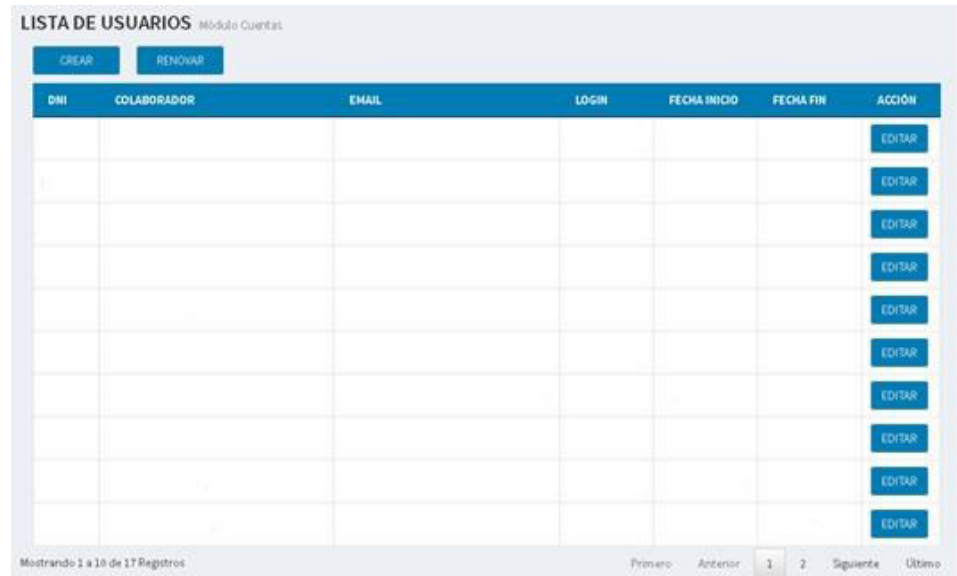 LISTA DE USUARIOS Módulo Cuentas
CREAR RENOVAR
DNI COLABORADOR EMAIL LOGIN FECHA INICIO FECHA FIN ACCIÓN
EDITAR
EDITAR
EDITAR
EDITAR
EDITAR
EDITAR
EDITAR
EDITAR
EDITAR
EDITAR
Mostrando 1 a 10 de 17 Registros Primero Anterior 1 2 Siguiente Último